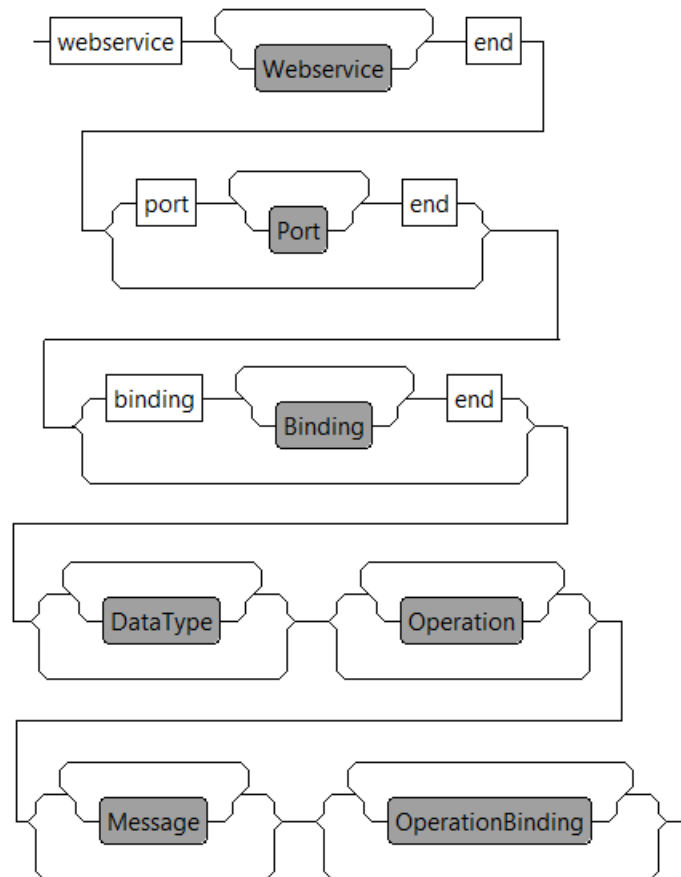 webservice Webservice end
port Port end
binding Binding end
DataType Operation
Message OperationBinding